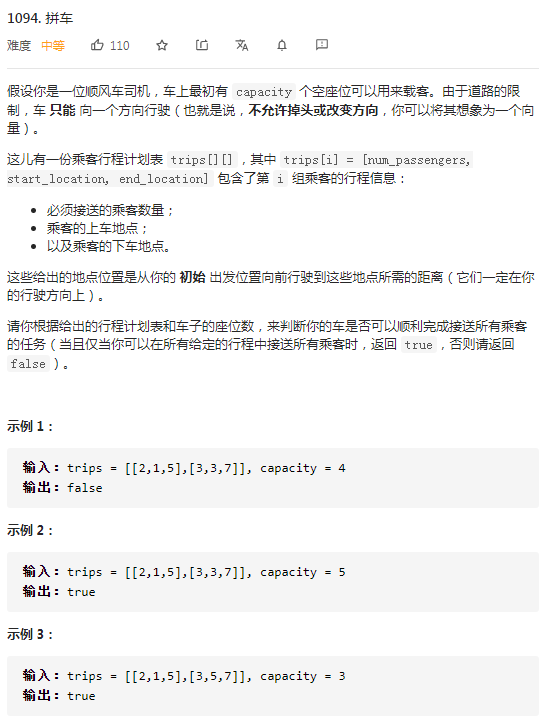 1094. 拼车
难度 中等 110
假设你是一位顺风车司机，车上最初有 capacity 个空座位可以用来载客。由于道路的限
制，车 只能 向一个方向行驶（也就是说，不允许掉头或改变方向，你可以将其想象为一个向
量）。
这儿有一份乘客行程计划表 trips[][] ，其中 trips[i] = [num_passengers,
start_location, end_location] 包含了第 i 组乘客的行程信息：
• 必须接送的乘客数量；
• 乘客的上车地点；
• 以及乘客的下车地点。
这些给出的地点位置是从你的 初始 出发位置向前行驶到这些地点所需的距离（它们一定在你
的行驶方向上）。
请你根据给出的行程计划表和车子的座位数，来判断你的车是否可以顺利完成接送所有乘客
的任务（当且仅当你可以在所有给定的行程中接送所有乘客时，返回 true ，否则请返回
false ）。
示例 1：
输入：trips = [[2,1,5],[3,3,7]], capacity = 4
输出：false
示例 2：
输入：trips = [[2,1,5],[3,3,7]], capacity = 5
输出：true
示例 3：
输入：trips = [[2,1,5],[3,5,7]], capacity = 3
输出：true